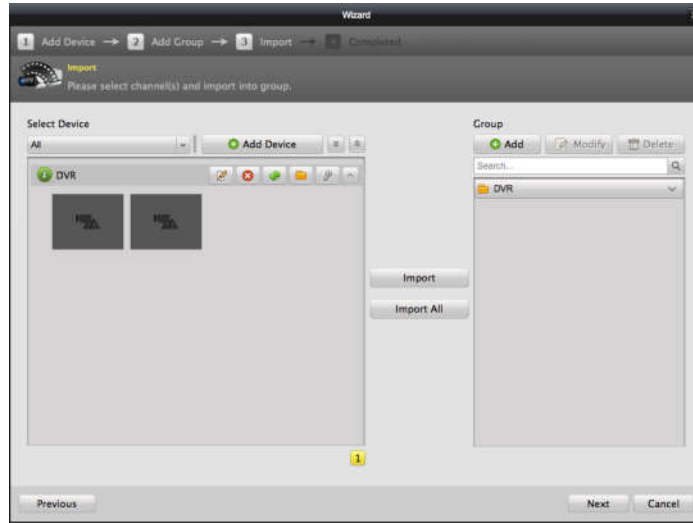 Wizard
1 Add Device → 2 Add Group → 3 Import → Completed
Import
Please select channel(s) and import into group.
Select Device
All
Add Device
DVR
Import
Import All
Group
Add Modify Delete
Search...
DVR
1
Previous
Next Cancel